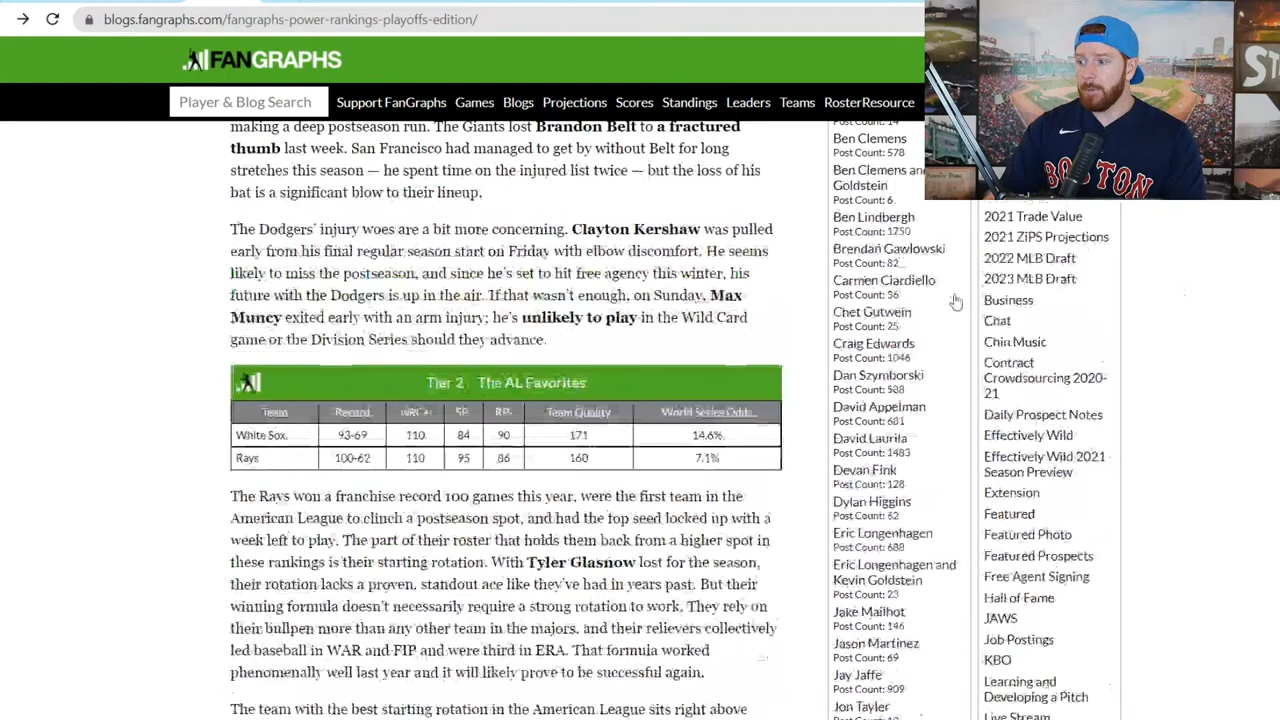 blogs.fangraphs.com/fangraphs-power-rankings-playoffs-edition/
FANGRAPHS
Player & Blog Search
Support FanGraphs Games Blogs Projections Scores Standings Leaders Teams RosterResource
making a deep postseason run. The Giants lost Brandon Belt to a fractured
thumb last week. San Francisco had managed to get by without Belt for long
stretches this season — he spent time on the injured list twice — but the loss of his
bat is a significant blow to their lineup.
The Dodgers' injury woes are a bit more concerning. Clayton Kershaw was pulled
early from his final regular season start on Friday with elbow discomfort. He seems
likely to miss the postseason, and since he's set to hit free agency this winter, his
future with the Dodgers is up in the air. If that wasn't enough, on Sunday, Max
Muncy exited early with an arm injury; he's unlikely to play in the Wild Card
game or the Division Series should they advance.
Tier 2 The AL Favorites
Team Record wRC+ SP RP Team Quality World Series Odds
White Sox 93-69 110 84 90 171 14.6%
Rays 100-62 110 95 86 160 7.1%
The Rays won a franchise record 100 games this year, were the first team in the
American League to clinch a postseason spot, and had the top seed locked up with a
week left to play. The part of their roster that holds them back from a higher spot in
these rankings is their starting rotation. With Tyler Glasnow lost for the season,
their rotation lacks a proven, standout ace like they've had in years past. But their
winning formula doesn't necessarily require a strong rotation to work. They rely on
their bullpen more than any other team in the majors, and their relievers collectively
led baseball in WAR and FIP and were third in ERA. That formula worked
phenomenally well last year and it will likely prove to be successful again.
The team with the best starting rotation in the American League sits right above
Post Count: 14
Ben Clemens
Post Count: 578
Ben Clemens and
Goldstein
Post Count: 6
Ben Lindbergh
Post Count: 1750
Brendan Gawlowski
Post Count: 82
Carmen Ciardiello
Post Count: 36
Chet Gutwein
Post Count: 25
Craig Edwards
Post Count: 1046
Dan Szymborski
Post Count: 538
David Appelman
Post Count: 681
David Laurila
Post Count: 1483
Devan Fink
Post Count: 128
Dylan Higgins
Post Count: 62
Eric Longenhagen
Post Count: 688
Eric Longenhagen and
Kevin Goldstein
Post Count: 23
Jake Mailhot
Post Count: 146
Jason Martinez
Post Count: 69
Jay Jaffe
Post Count: 909
Jon Tayler
2021 Trade Value
2021 ZiPS Projections
2022 MLB Draft
2023 MLB Draft
Business
Chat
Chin Music
Contract
Crowdsourcing 2020-
21
Daily Prospect Notes
Effectively Wild
Effectively Wild 2021
Season Preview
Extension
Featured
Featured Photo
Featured Prospects
Free Agent Signing
Hall of Fame
JAWS
Job Postings
KBO
Learning and
Developing a Pitch
Live Stream
BOSTON